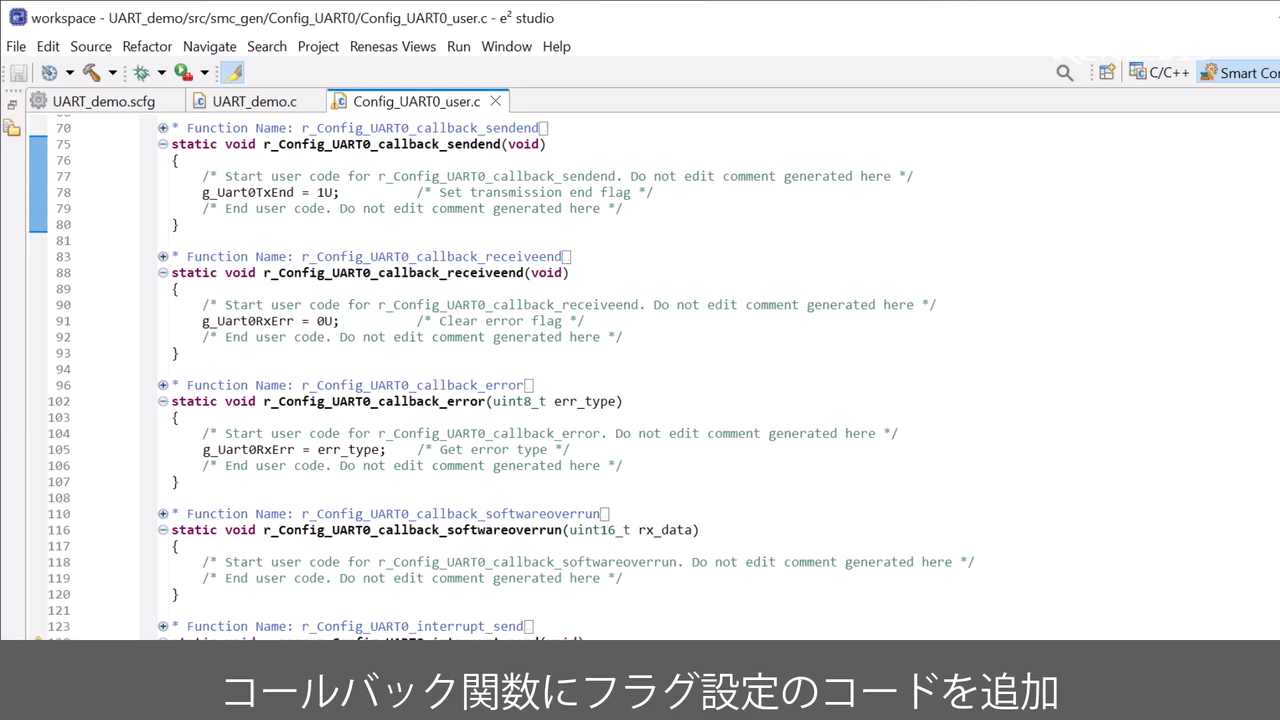 workspace - UART_demo/src/smc_gen/Config_UART0/Config_UART0_user.c - e² studio
File Edit Source Refactor Navigate Search Project Renesas Views Run Window Help
C/C++ Smart Con
UART_demo.scfg UART_demo.c Config_UART0_user.c
70 * Function Name: r_Config_UART0_callback_sendend
75 static void r_Config_UART0_callback_sendend(void)
76 {
77 /* Start user code for r_Config_UART0_callback_sendend. Do not edit comment generated here */
78 g_Uart0TxEnd = 1U; /* Set transmission end flag */
79 /* End user code. Do not edit comment generated here */
80 }
81
83 * Function Name: r_Config_UART0_callback_receiveend
88 static void r_Config_UART0_callback_receiveend(void)
89 {
90 /* Start user code for r_Config_UART0_callback_receiveend. Do not edit comment generated here */
91 g_Uart0RxErr = 0U; /* Clear error flag */
92 /* End user code. Do not edit comment generated here */
93 }
94
96 * Function Name: r_Config_UART0_callback_error
102 static void r_Config_UART0_callback_error(uint8_t err_type)
103 {
104 /* Start user code for r_Config_UART0_callback_error. Do not edit comment generated here */
105 g_Uart0RxErr = err_type; /* Get error type */
106 /* End user code. Do not edit comment generated here */
107 }
108
110 * Function Name: r_Config_UART0_callback_softwareoverrun
116 static void r_Config_UART0_callback_softwareoverrun(uint16_t rx_data)
117 {
118 /* Start user code for r_Config_UART0_callback_softwareoverrun. Do not edit comment generated here */
119 /* End user code. Do not edit comment generated here */
120 }
121
123 * Function Name: r_Config_UART0_interrupt_send
コールバック関数にフラグ設定のコードを追加